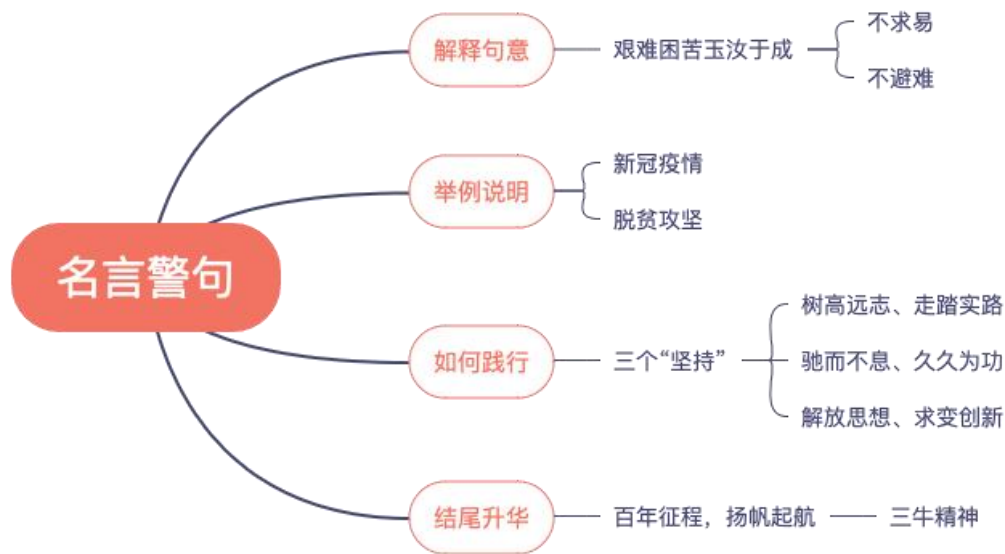 名言警句
解释句意
艰难困苦玉汝于成
不求易
不避难
举例说明
新冠疫情
脱贫攻坚
如何践行
三个“坚持”
树高远志、走踏实路
驰而不息、久久为功
解放思想、求变创新
结尾升华
百年征程，扬帆起航
三牛精神